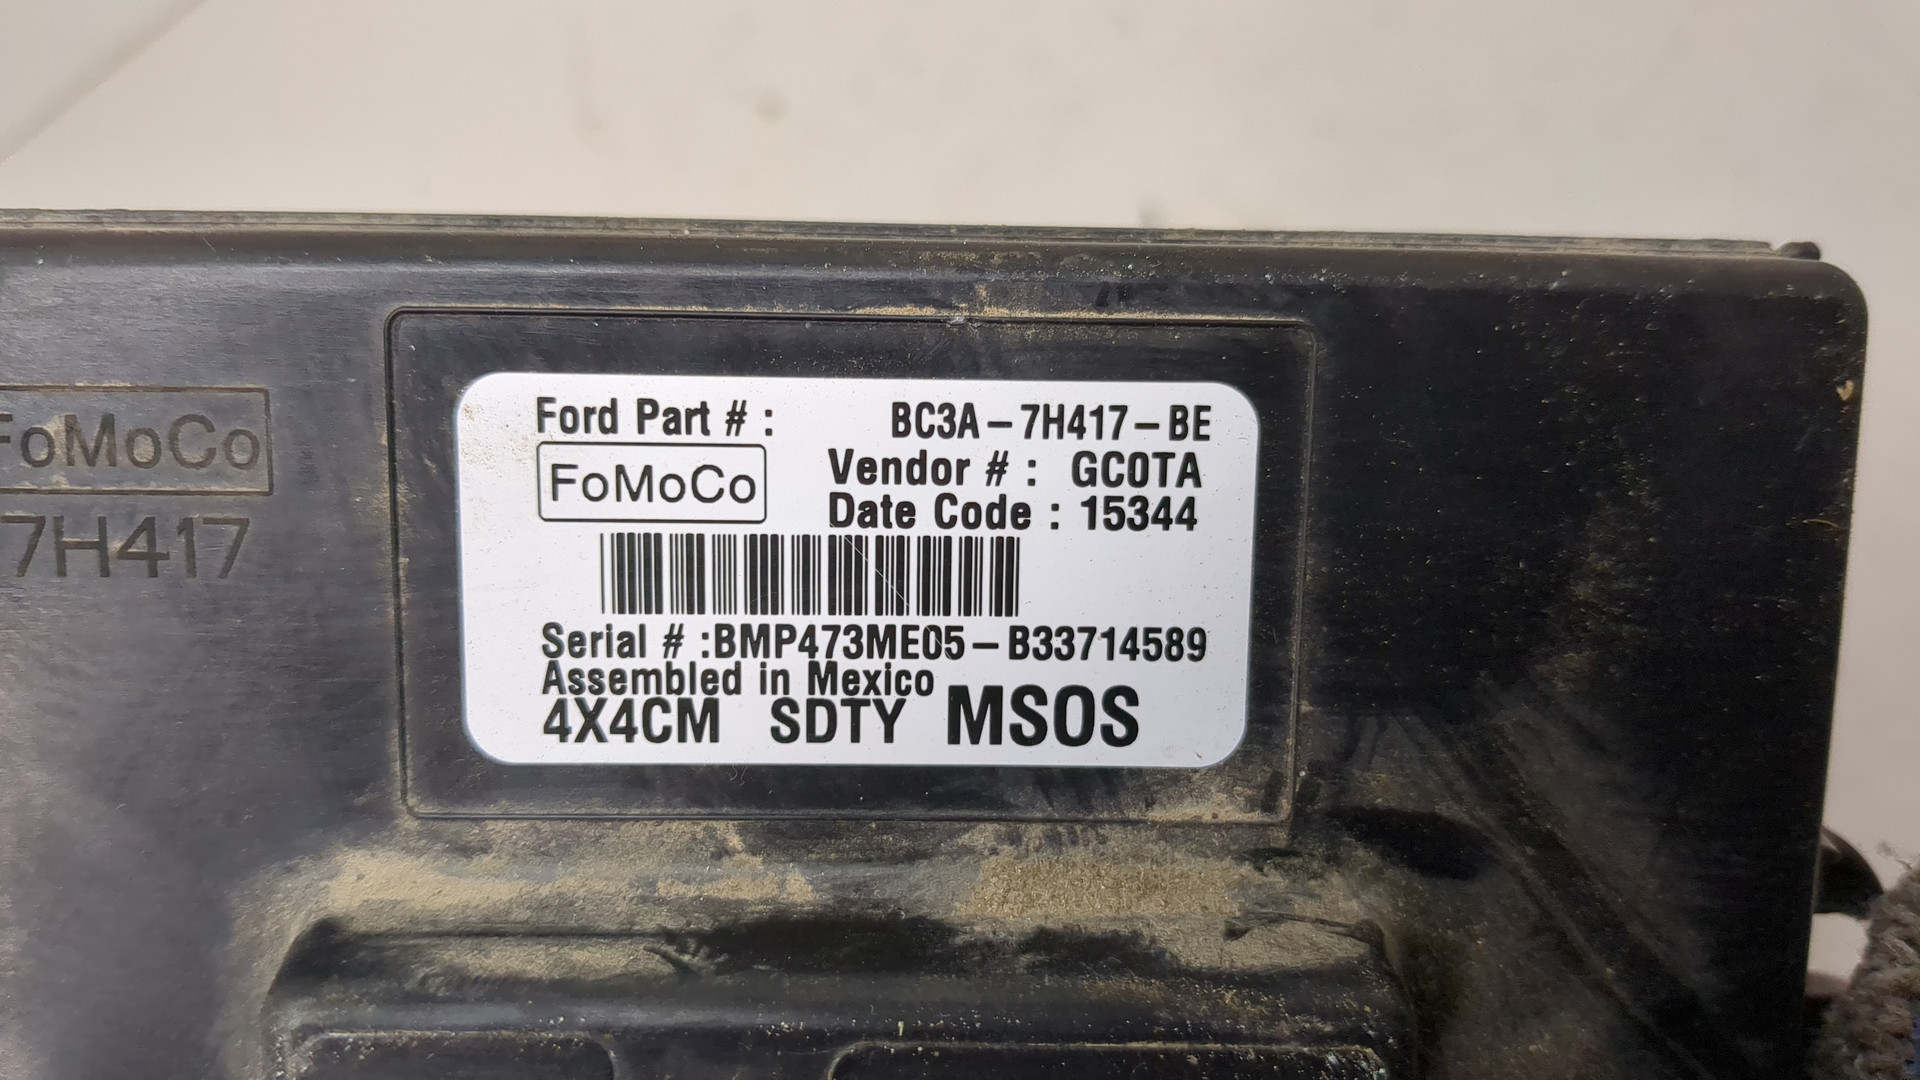 Ford Part # : BC3A-7H417-BE
FoMoCo
Vendor # : GC0TA
Date Code : 15344
Serial # :BMP473ME05-B33714589
Assembled in Mexico
4X4CM SDTY MSOS
FoMoCo
7H417